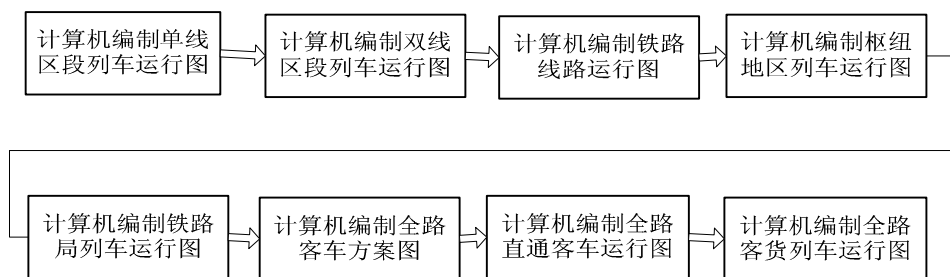 计算机编制单线
区段列车运行图
计算机编制双线
区段列车运行图
计算机编制铁路
线路运行图
计算机编制枢纽
地区列车运行图
计算机编制铁路
局列车运行图
计算机编制全路
客车方案图
计算机编制全路
直通客车运行图
计算机编制全路
客货列车运行图